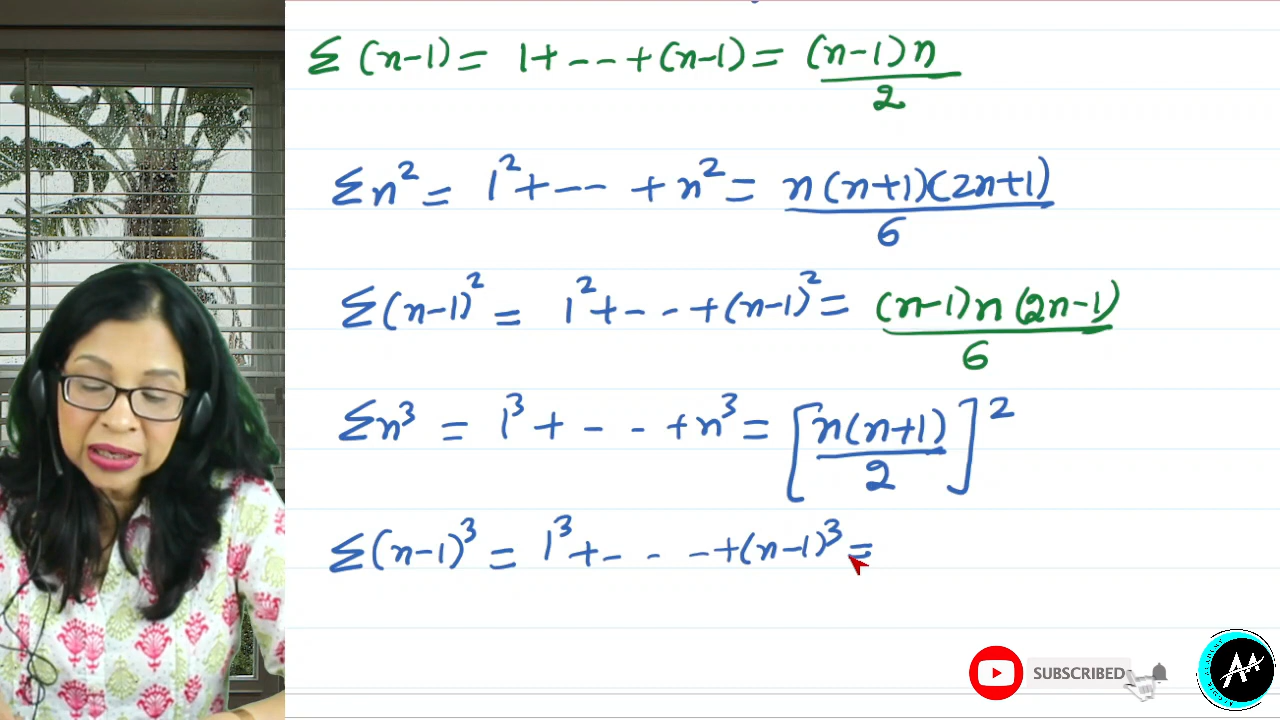 Σ (n-1) = 1+ -- +(n-1) = (n-1)n / 2
Σn² = 1²+ -- + n² = n(n+1)(2n+1) / 6
Σ(n-1)² = 1²+ - - +(n-1)² = (n-1)n(2n-1) / 6
Σn³ = 1³+ - - +n³ = [n(n+1) / 2]²
Σ(n-1)³ = 1³+ - - - +(n-1)³ =
SUBSCRIBED
A+